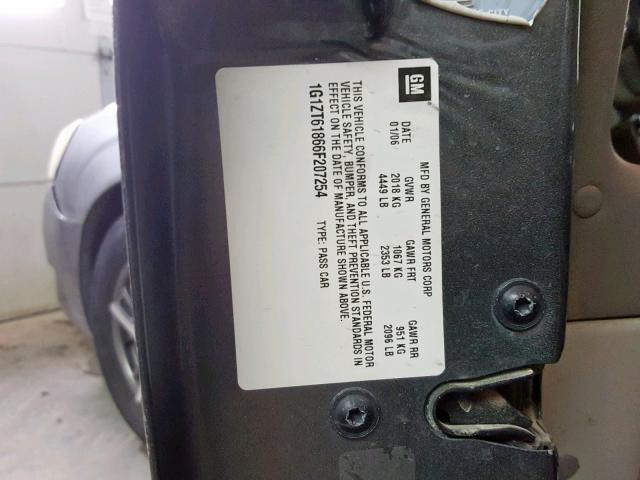 GM
MFD BY GENERAL MOTORS CORP
DATE GVWR GAWR FRT GAWR RR
01/06 2018 KG 1067 KG 951 KG
4449 LB 2353 LB 2096 LB
THIS VEHICLE CONFORMS TO ALL APPLICABLE U.S. FEDERAL MOTOR
VEHICLE SAFETY, BUMPER, AND THEFT PREVENTION STANDARDS IN
EFFECT ON THE DATE OF MANUFACTURE SHOWN ABOVE.
1G1ZT61866F207254 TYPE: PASS CAR